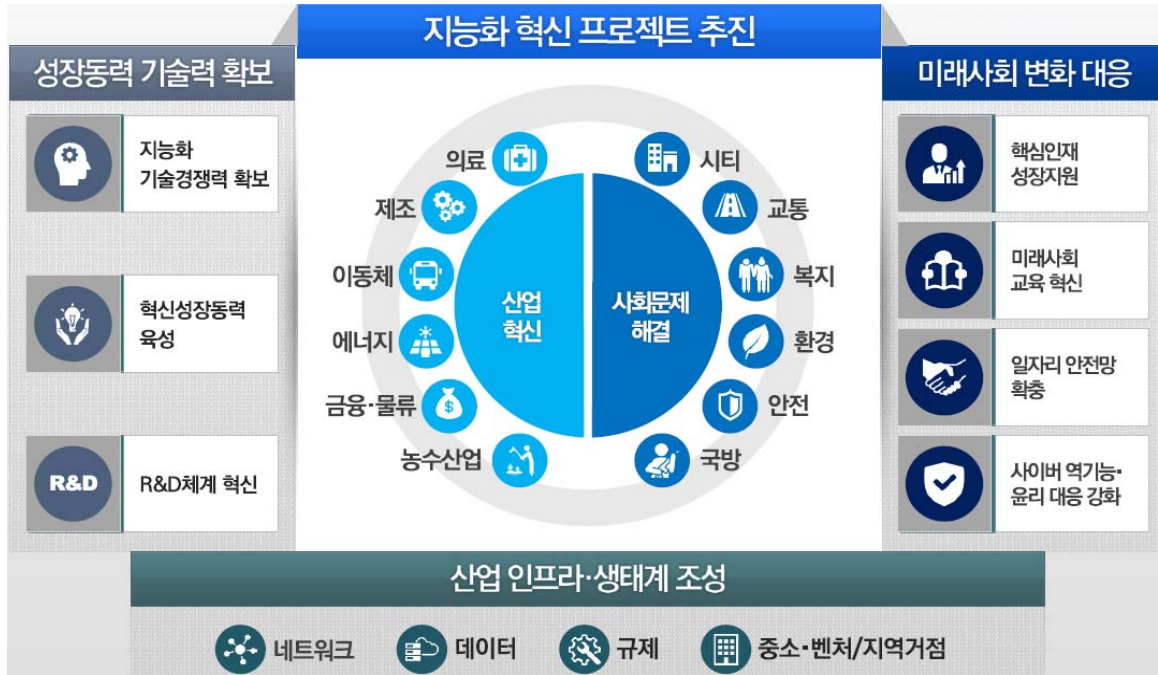 지능화 혁신 프로젝트 추진
성장동력 기술력 확보
지능화
기술경쟁력 확보
혁신성장동력
육성
R&D
R&D체계 혁신
의료
제조
이동체
에너지
금융·물류
농수산업
산업
혁신
사회문제
해결
시티
교통
복지
환경
안전
국방
미래사회 변화 대응
핵심인재
성장지원
미래사회
교육 혁신
일자리 안전망
확충
사이버 역기능·
윤리 대응 강화
산업 인프라·생태계 조성
네트워크
데이터
규제
중소·벤처/지역거점